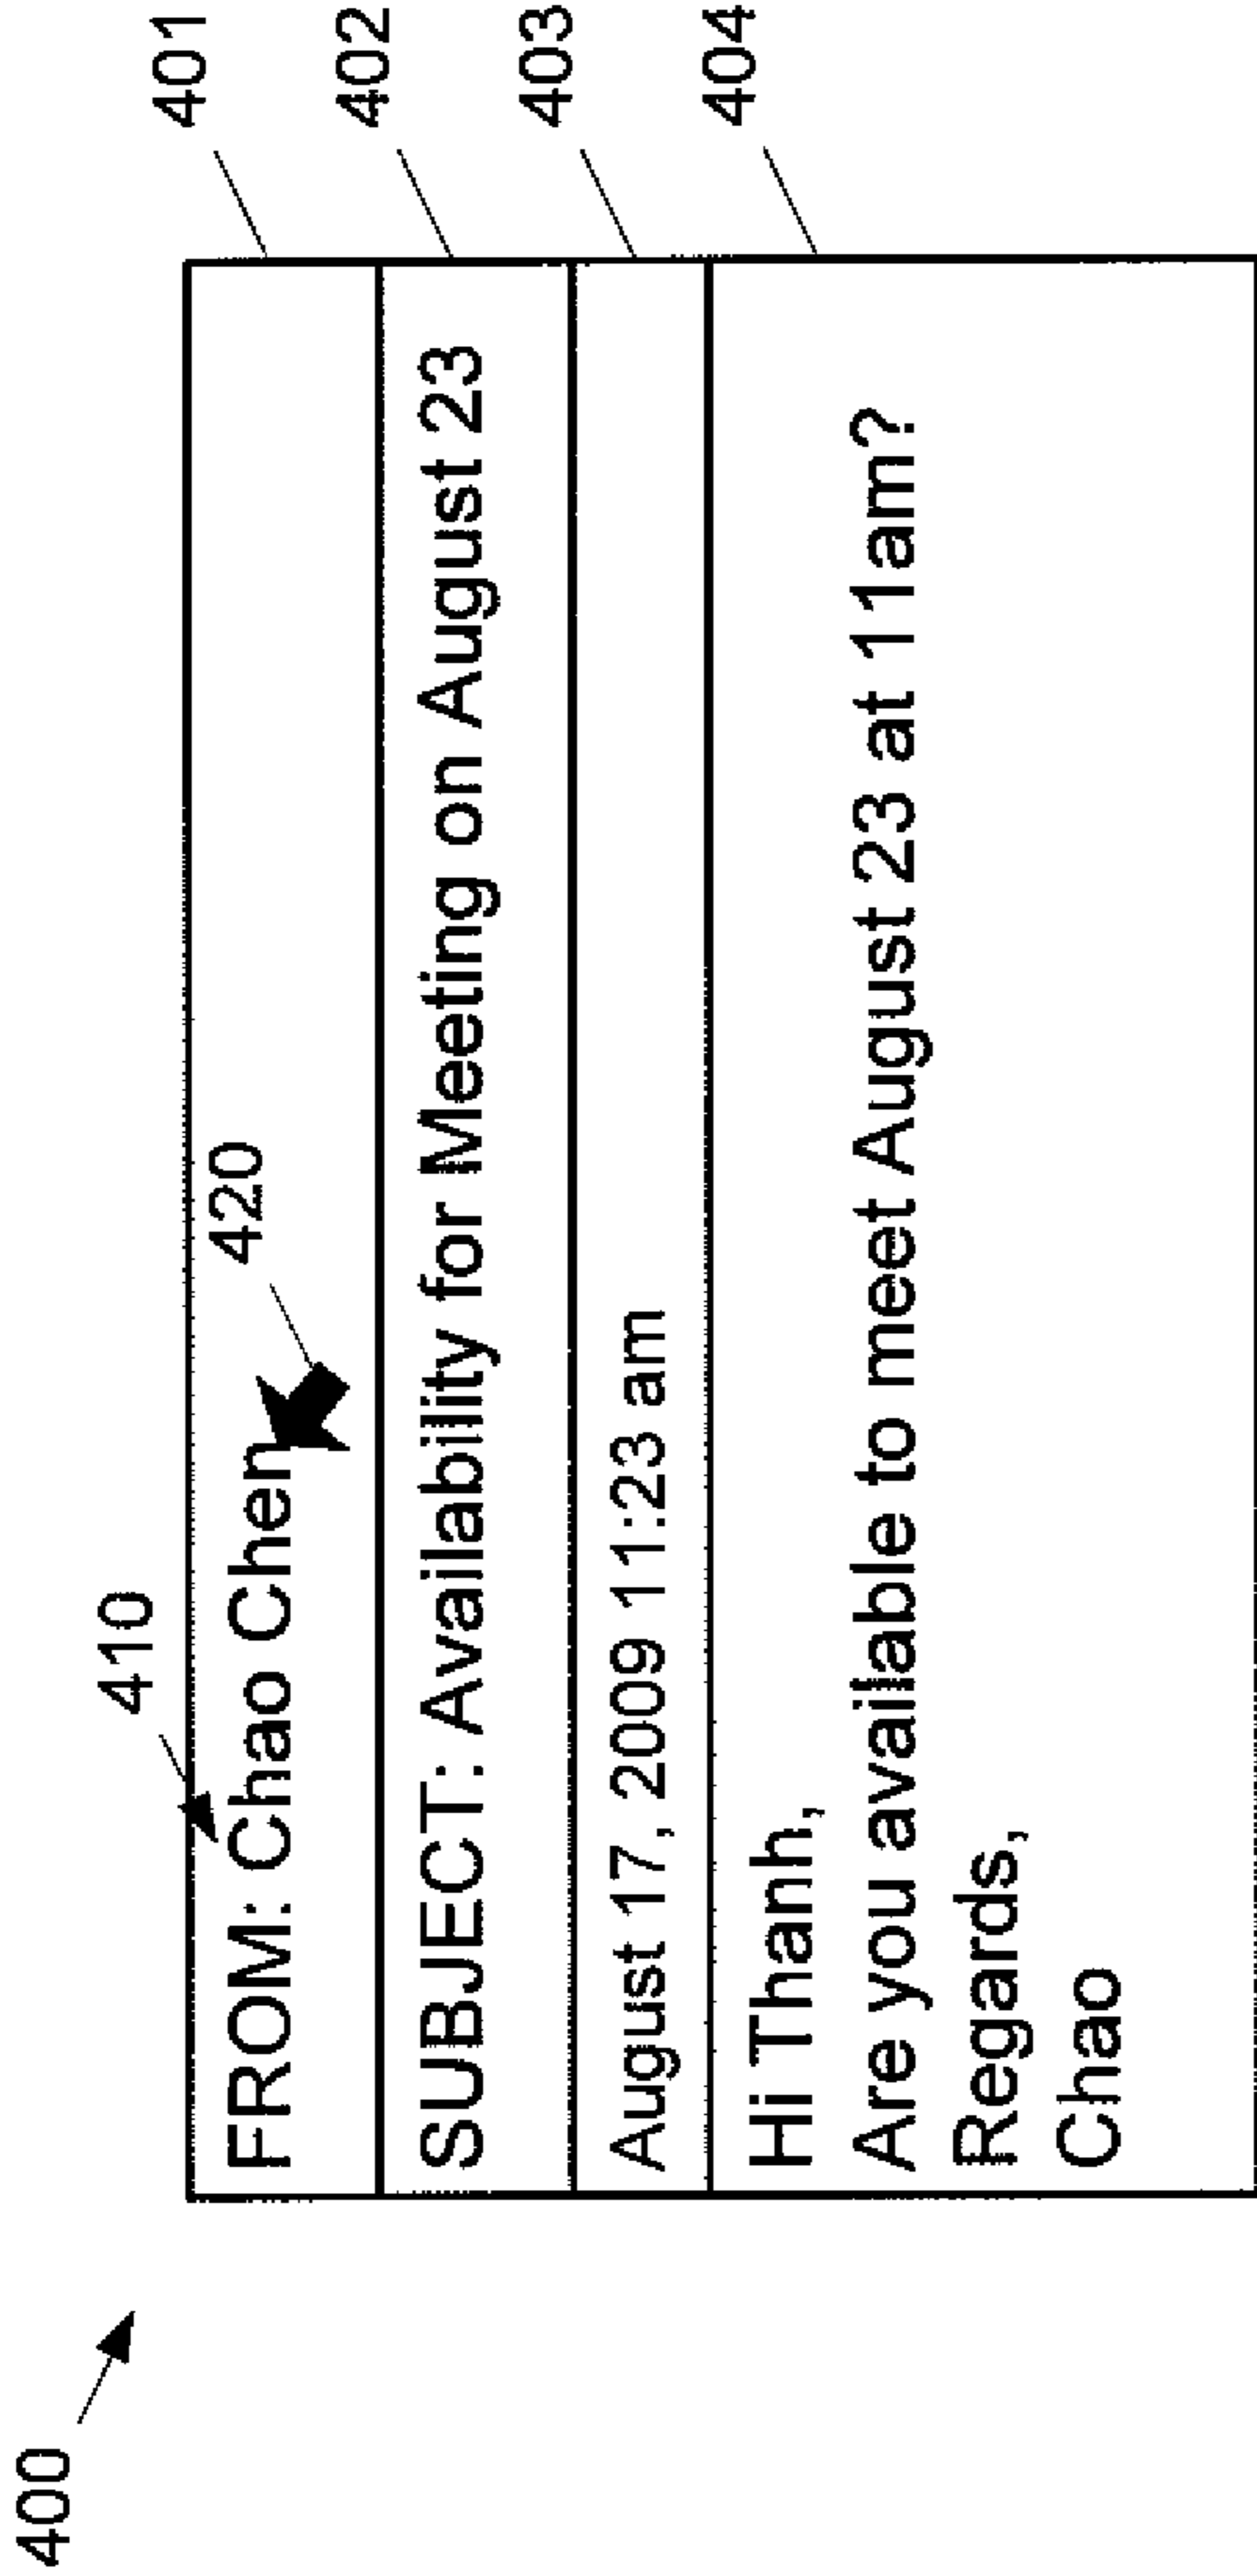 400
410
420
FROM: Chao Chen
401
SUBJECT: Availability for Meeting on August 23
402
August 17, 2009 11:23 am
403
Hi Thanh,
404
Are you available to meet August 23 at 11am?
Regards,
Chao